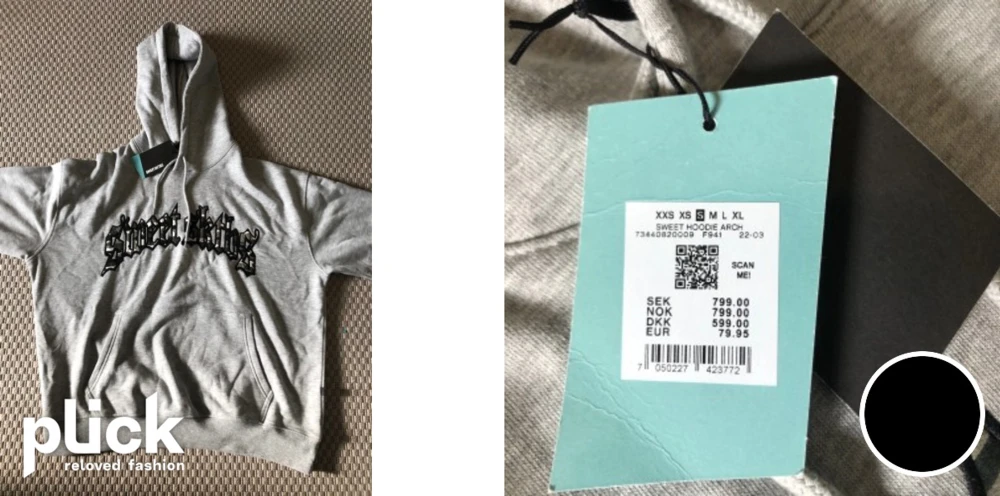 Sweet Sktbs
plick
reloved fashion
XXS XS S M L XL
SWEET HOODIE ARCH
73640820009 F941 22-03
SCAN
ME!
SEK 799.00
NOK 799.00
DKK 599.00
EUR 79.95
7 050227 423772